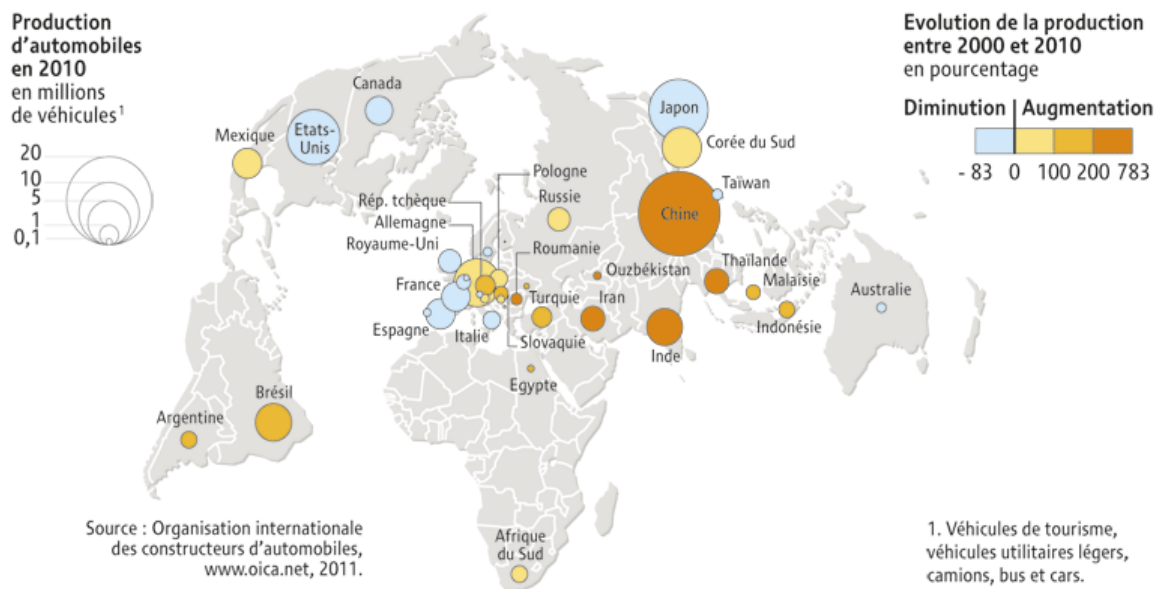 Production
d'automobiles
en 2010
en millions
de véhicules1
20
10
5
1
0,1
Evolution de la production
entre 2000 et 2010
en pourcentage
Diminution Augmentation
- 83 0 100 200 783
Canada
Etats-
Unis
Mexique
Japon
Corée du Sud
Taïwan
Chine
Pologne
Rép. tchèque
Russie
Allemagne
Royaume-Uni
Roumanie
Ouzbékistan
Thaïlande
Malaisie
France
Turquie
Iran
Australie
Espagne
Italie
Indonésie
Slovaquie
Inde
Egypte
Brésil
Argentine
Afrique
du Sud
Source : Organisation internationale
des constructeurs d'automobiles,
www.oica.net, 2011.
1. Véhicules de tourisme,
véhicules utilitaires légers,
camions, bus et cars.